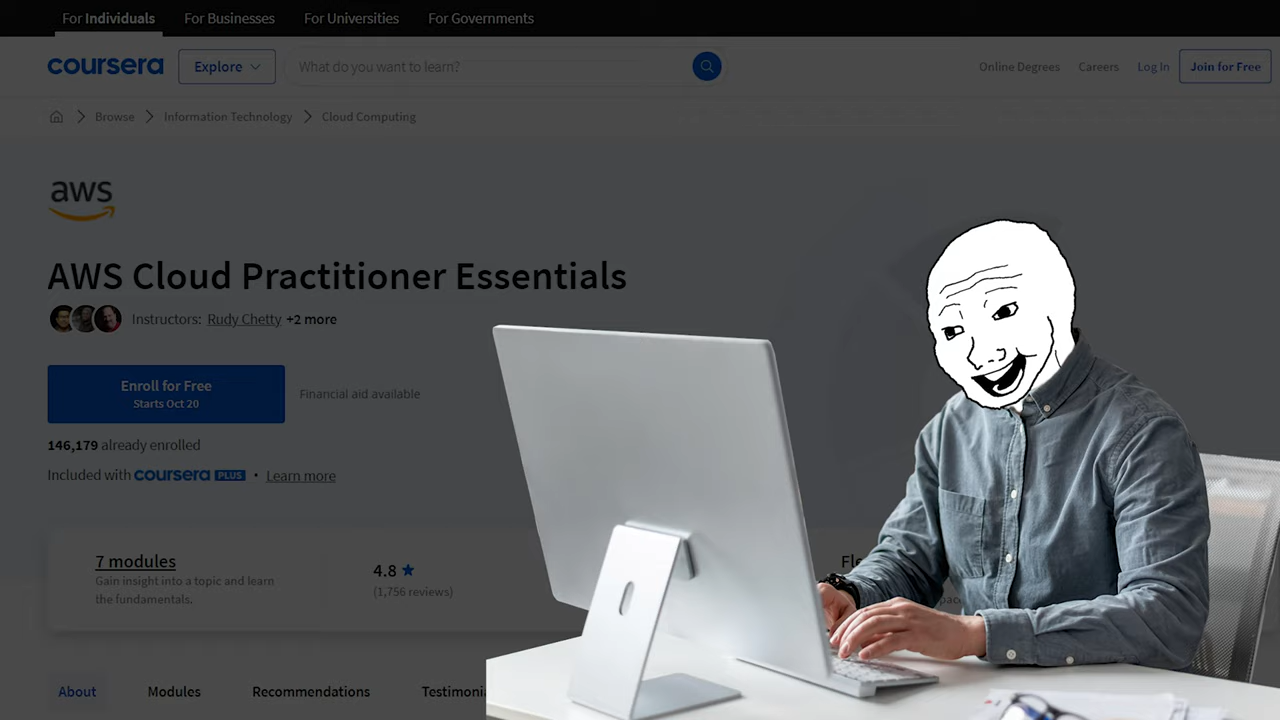 For Individuals For Businesses For Universities For Governments
coursera Explore What do you want to learn? Online Degrees Careers Log In Join for Free
Browse Information Technology Cloud Computing
aws
AWS Cloud Practitioner Essentials
Instructors: Rudy Chetty +2 more
Enroll for Free
Starts Oct 20
Financial aid available
146,179 already enrolled
Included with coursera PLUS • Learn more
7 modules
Gain insight into a topic and learn
the fundamentals.
4.8
(1,756 reviews)
About Modules Recommendations